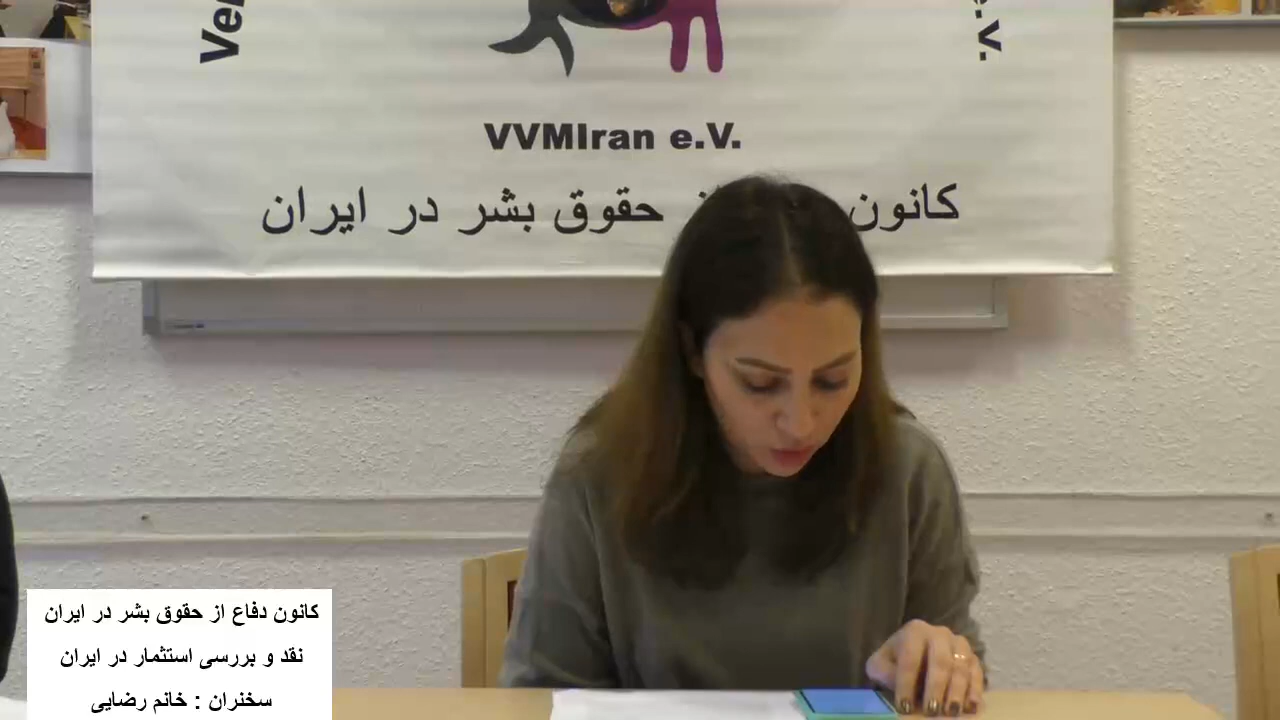 Ver
e.V.
VVMIran e.V.
کانون حقوق بشر در ایران
کانون دفاع از حقوق بشر در ایران
نقد و بررسی استثمار در ایران
سخنران : خانم رضایی